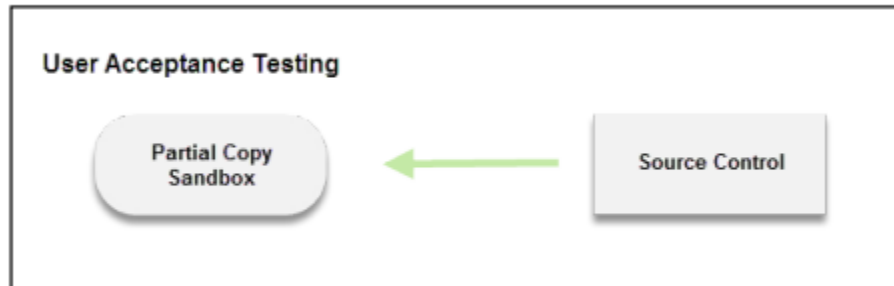 User Acceptance Testing
Partial Copy
Sandbox
Source Control